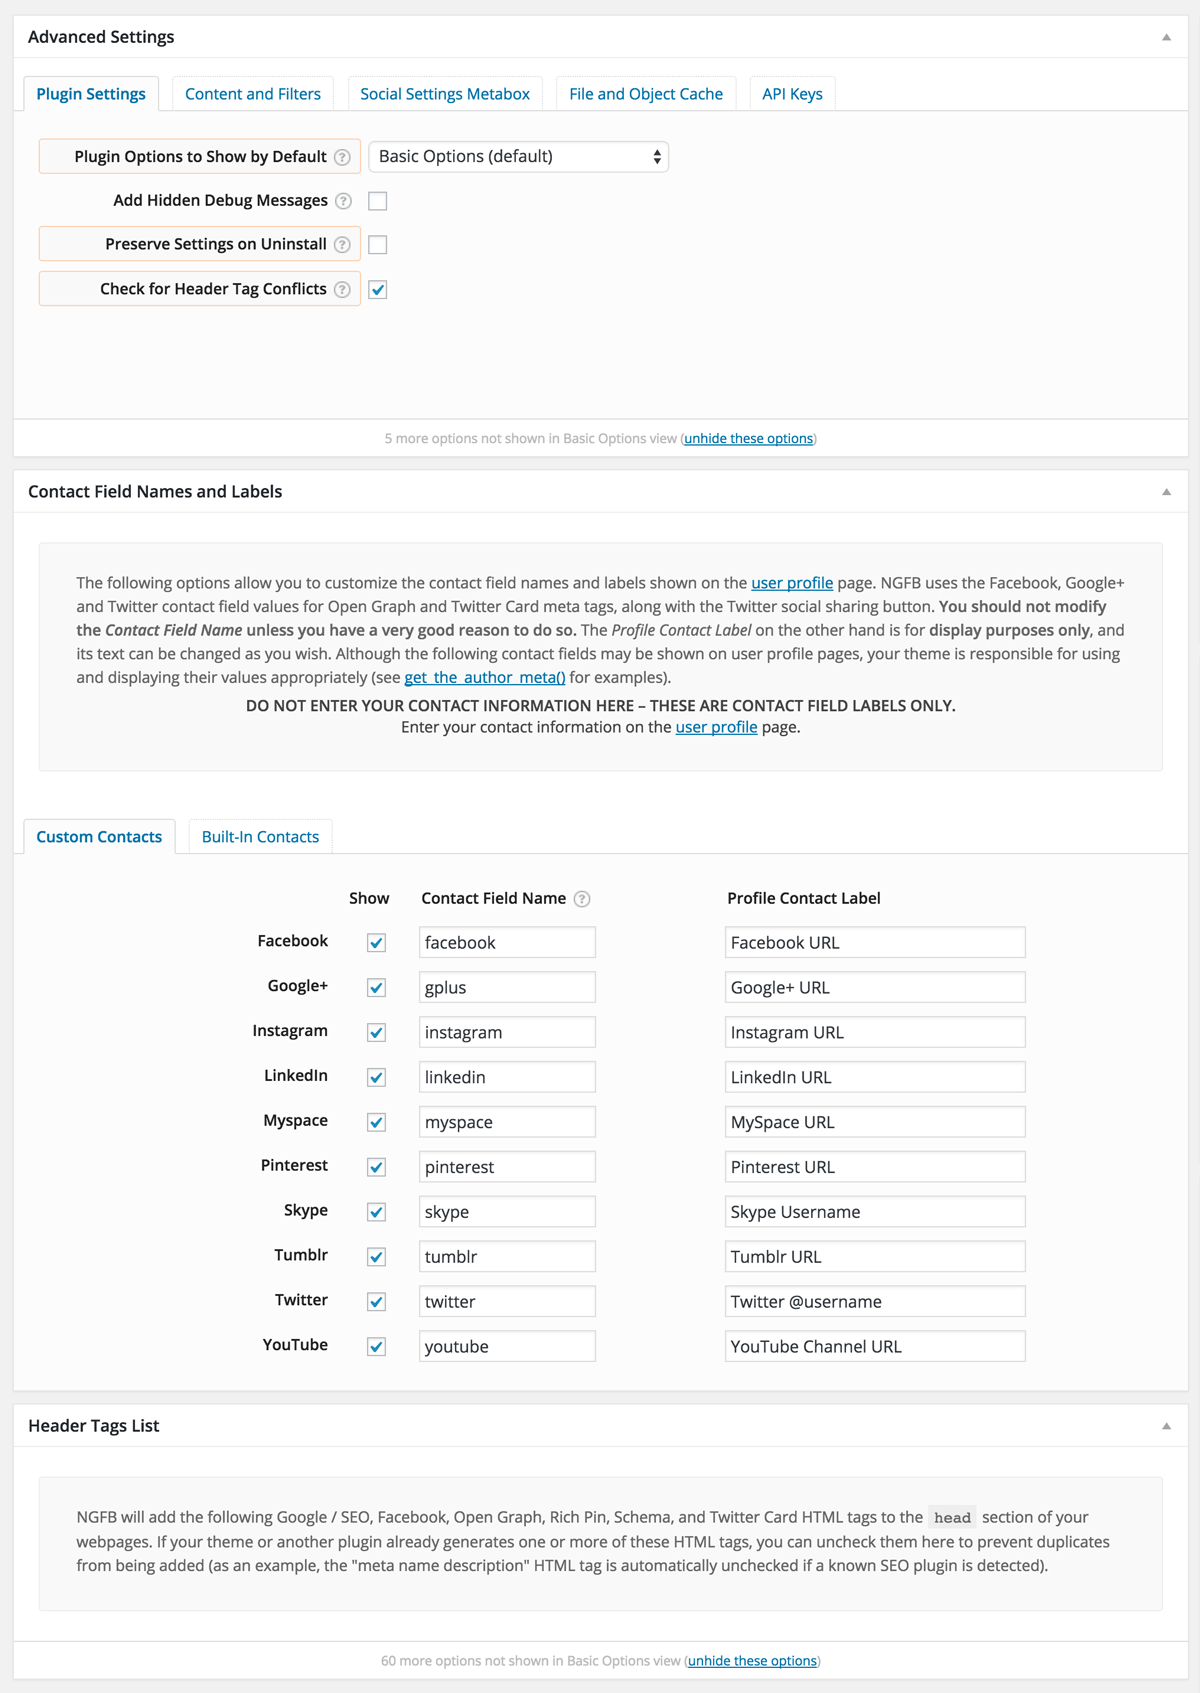 Advanced Settings
Plugin Settings
Content and Filters
Social Settings Metabox
File and Object Cache
API Keys
Plugin Options to Show by Default ? Basic Options (default)
Add Hidden Debug Messages ?
Preserve Settings on Uninstall ?
Check for Header Tag Conflicts ?
5 more options not shown in Basic Options view (unhide these options)
Contact Field Names and Labels
The following options allow you to customize the contact field names and labels shown on the user profile page. NGFB uses the Facebook, Google+
and Twitter contact field values for Open Graph and Twitter Card meta tags, along with the Twitter social sharing button. You should not modify
the Contact Field Name unless you have a very good reason to do so. The Profile Contact Label on the other hand is for display purposes only, and
its text can be changed as you wish. Although the following contact fields may be shown on user profile pages, your theme is responsible for using
and displaying their values appropriately (see get_the_author_meta() for examples).
DO NOT ENTER YOUR CONTACT INFORMATION HERE – THESE ARE CONTACT FIELD LABELS ONLY.
Enter your contact information on the user profile page.
Custom Contacts
Built-In Contacts
Show Contact Field Name ? Profile Contact Label
Facebook facebook Facebook URL
Google+ gplus Google+ URL
Instagram instagram Instagram URL
LinkedIn linkedin LinkedIn URL
Myspace myspace MySpace URL
Pinterest pinterest Pinterest URL
Skype skype Skype Username
Tumblr tumblr Tumblr URL
Twitter twitter Twitter @username
YouTube youtube YouTube Channel URL
Header Tags List
NGFB will add the following Google / SEO, Facebook, Open Graph, Rich Pin, Schema, and Twitter Card HTML tags to the head section of your
webpages. If your theme or another plugin already generates one or more of these HTML tags, you can uncheck them here to prevent duplicates
from being added (as an example, the "meta name description" HTML tag is automatically unchecked if a known SEO plugin is detected).
60 more options not shown in Basic Options view (unhide these options)